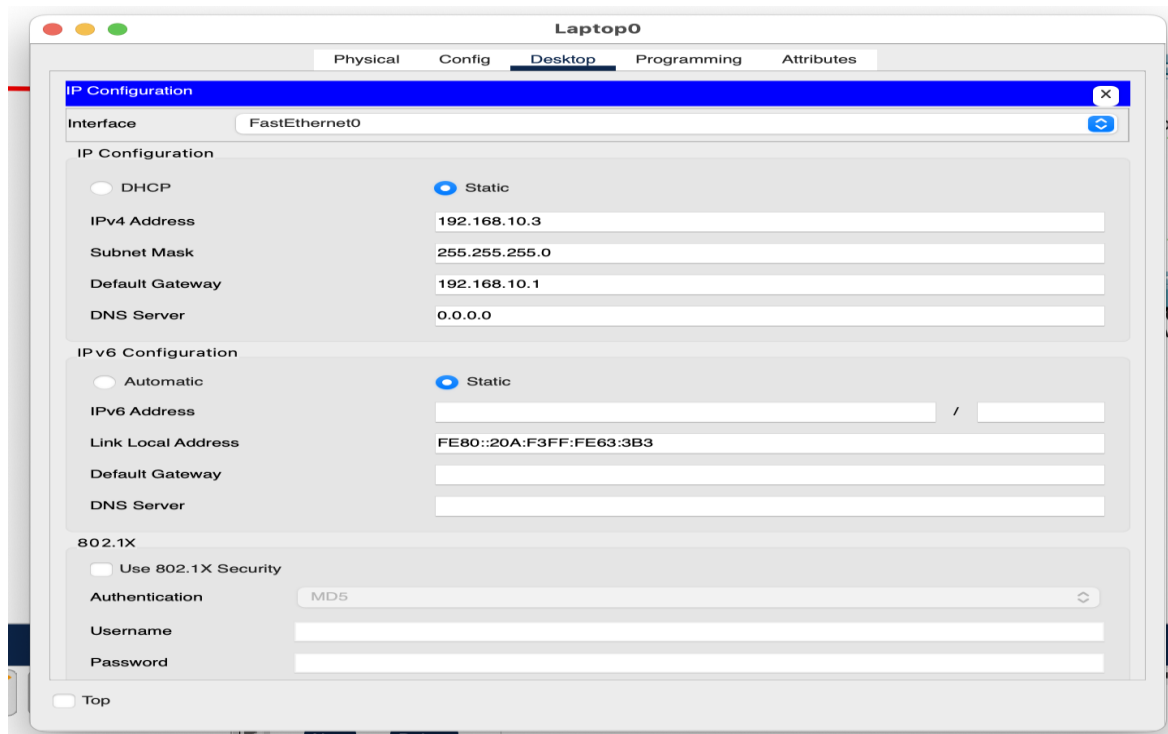 Laptop0
Physical Config Desktop Programming Attributes
IP Configuration
X
Interface FastEthernet0
IP Configuration
DHCP Static
IPv4 Address 192.168.10.3
Subnet Mask 255.255.255.0
Default Gateway 192.168.10.1
DNS Server 0.0.0.0
IPv6 Configuration
Automatic Static
IPv6 Address /
Link Local Address FE80::20A:F3FF:FE63:3B3
Default Gateway
DNS Server
802.1X
Use 802.1X Security
Authentication MD5
Username
Password
Top